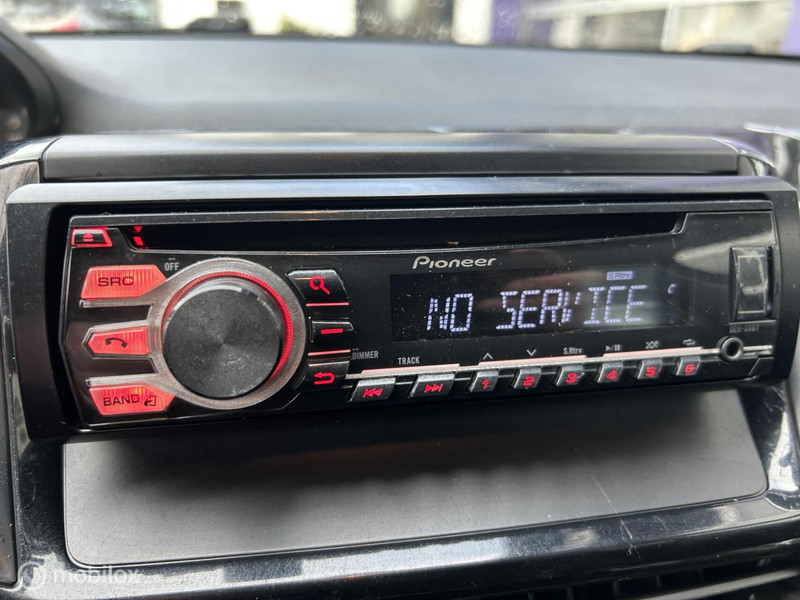 OFF
Pioneer
S.Rtrv
SRC
NO SERVICE
DIMMER
TRACK
S.Rtrv
1 2 3 4 5 6
BAND
mobilox